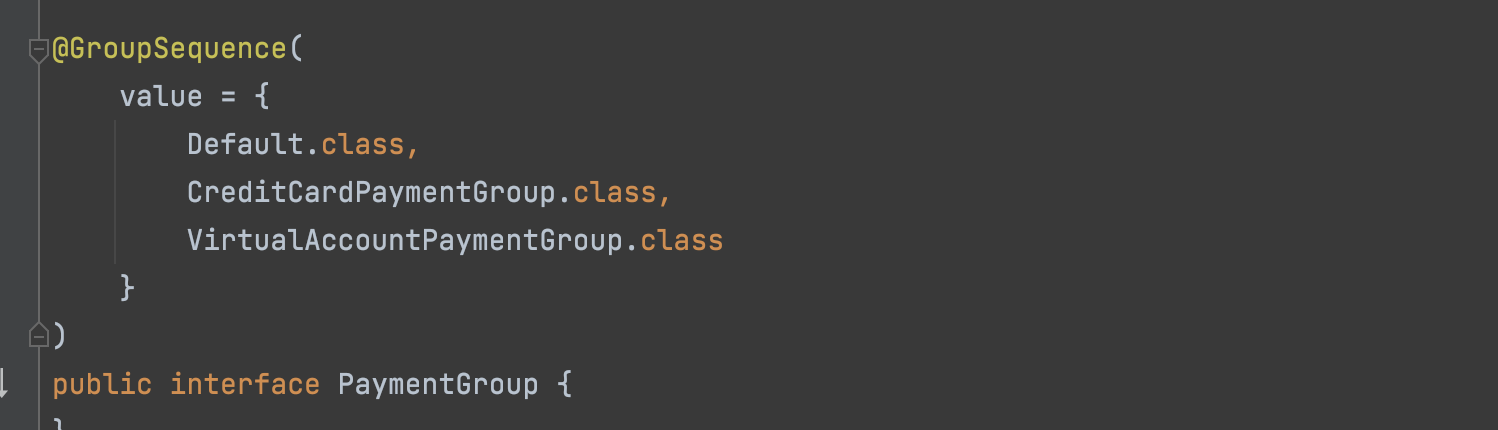 @GroupSequence(
    value = {
        Default.class,
        CreditCardPaymentGroup.class,
        VirtualAccountPaymentGroup.class
    }
)
public interface PaymentGroup {
}